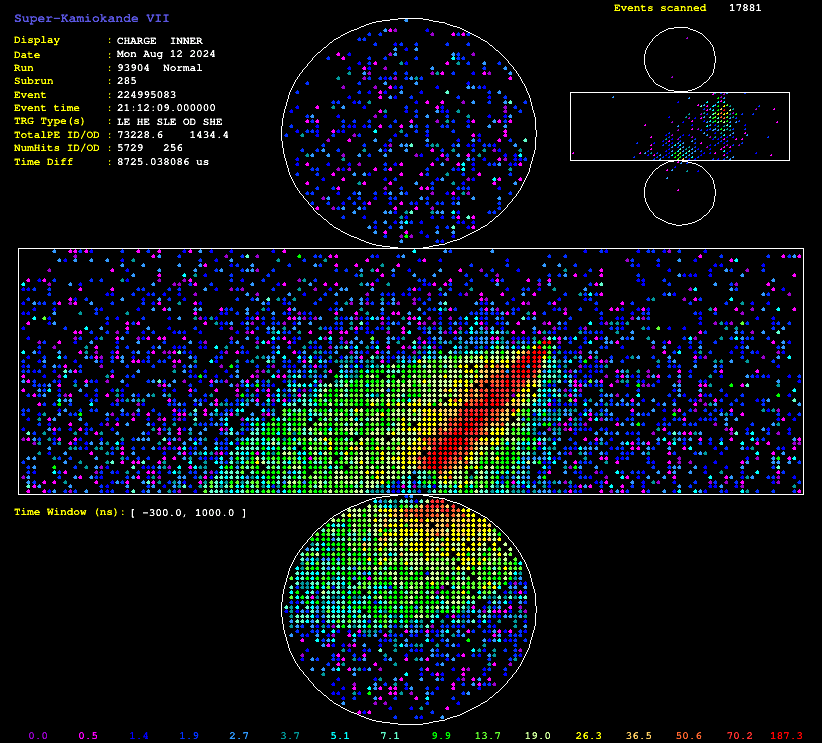 Super-Kamiokande VII
Events scanned 17881
Display : CHARGE INNER
Date : Mon Aug 12 2024
Run : 93904 Normal
Subrun : 285
Event : 224995083
Event time : 21:12:09.000000
TRG Type(s) : LE HE SLE OD SHE
TotalPE ID/OD : 73228.6 1434.4
NumHits ID/OD : 5729 256
Time Diff : 8725.038086 us
Time Window (ns): [ -300.0, 1000.0 ]
0.0 0.5 1.4 1.9 2.7 3.7 5.1 7.1 9.9 13.7 19.0 26.3 36.5 50.6 70.2 187.3